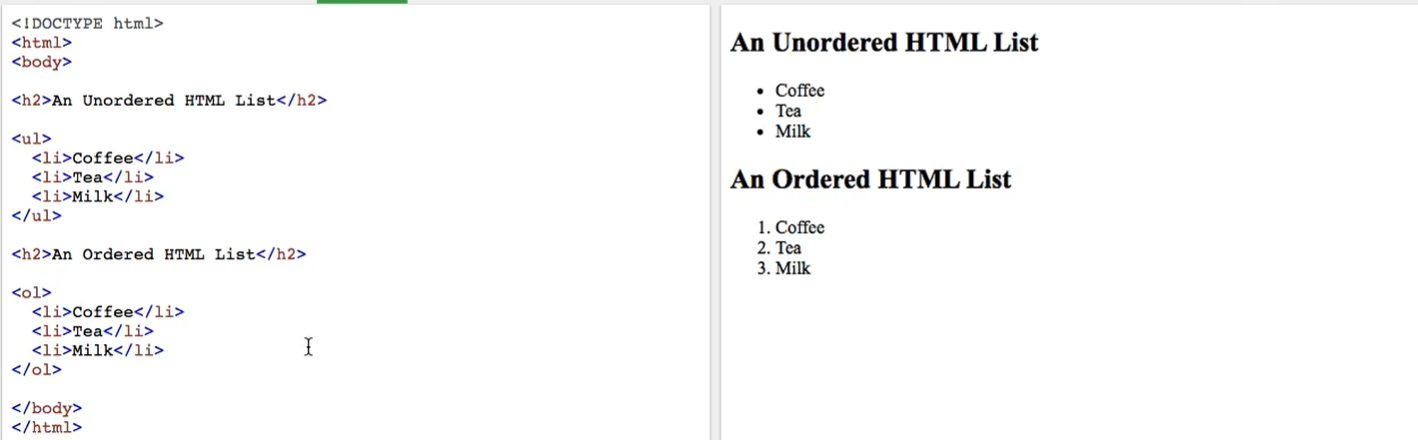 <!DOCTYPE html>
<html>
<body>
<h2>An Unordered HTML List</h2>
<ul>
<li>Coffee</li>
<li>Tea</li>
<li>Milk</li>
</ul>
<h2>An Ordered HTML List</h2>
<ol>
<li>Coffee</li>
<li>Tea</li>
<li>Milk</li>
</ol>
</body>
</html>
An Unordered HTML List
• Coffee
• Tea
• Milk
An Ordered HTML List
1. Coffee
2. Tea
3. Milk